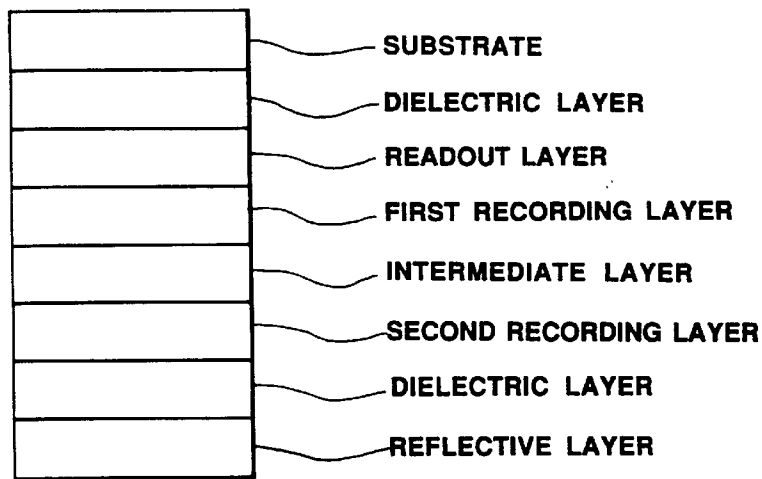 SUBSTRATE
DIELECTRIC LAYER
READOUT LAYER
FIRST RECORDING LAYER
INTERMEDIATE LAYER
SECOND RECORDING LAYER
DIELECTRIC LAYER
REFLECTIVE LAYER